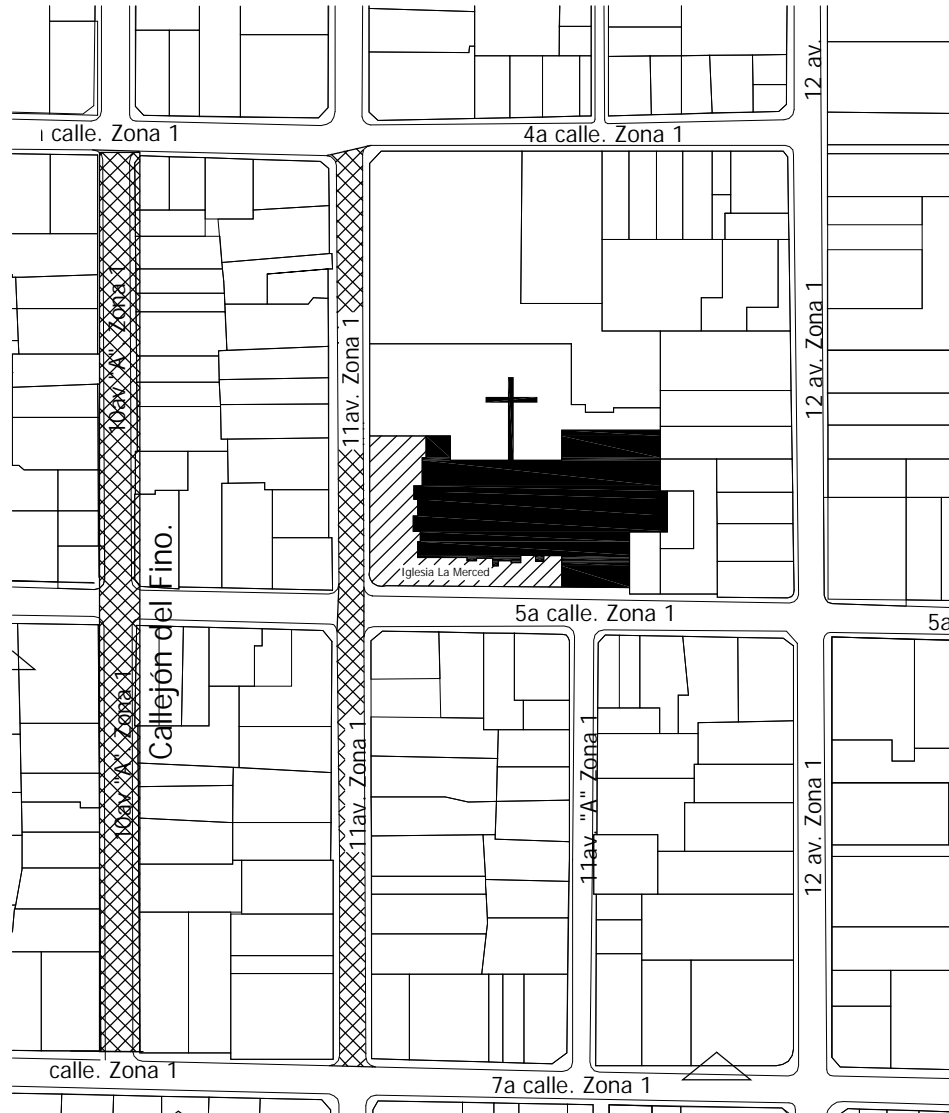 12 av.
calle. Zona 1
4a calle. Zona 1
10av "A" Zona 1
11av. Zona 1
12 av. Zona 1
Callejón del Fino.
Iglesia La Merced
5a calle. Zona 1
5a
10av "A" Zona 1
11av. Zona 1
11av. "A" Zona 1
12 av. Zona 1
calle. Zona 1
7a calle. Zona 1